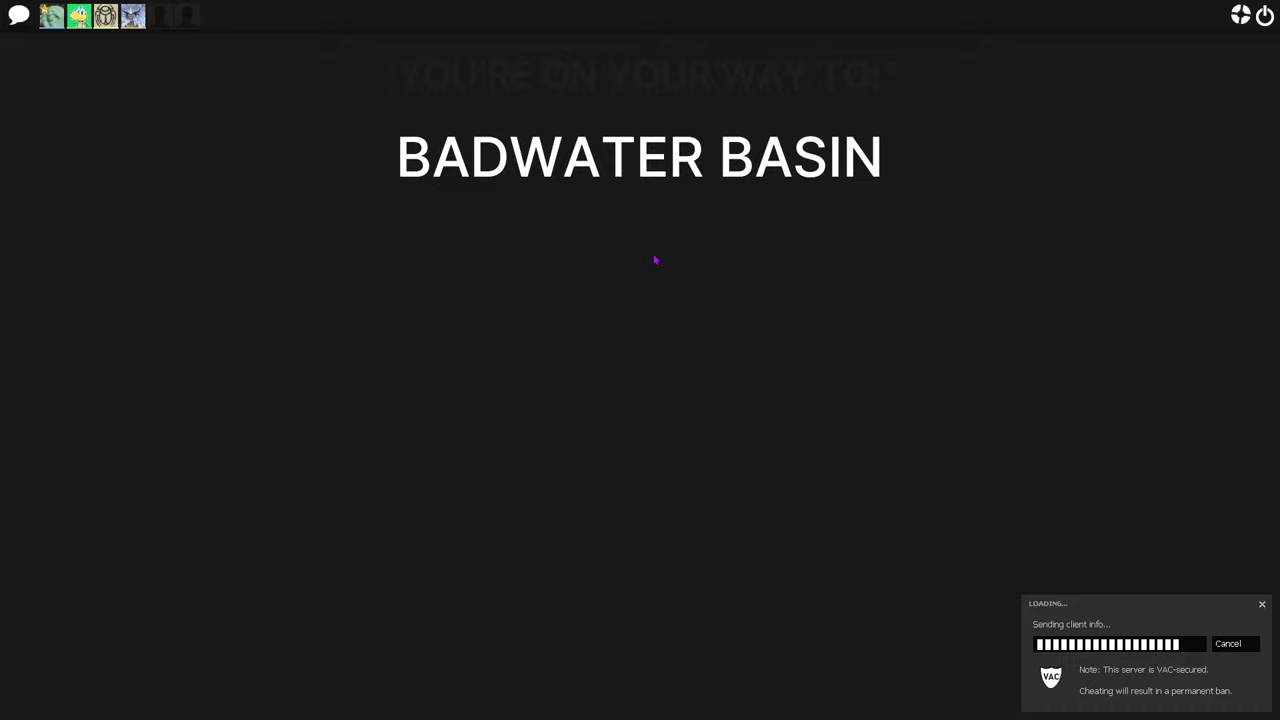 YOU'RE ON YOUR WAY TO:
BADWATER BASIN
LOADING...
Sending client info...
Cancel
VAC
Note: This server is VAC-secured.
Cheating will result in a permanent ban.